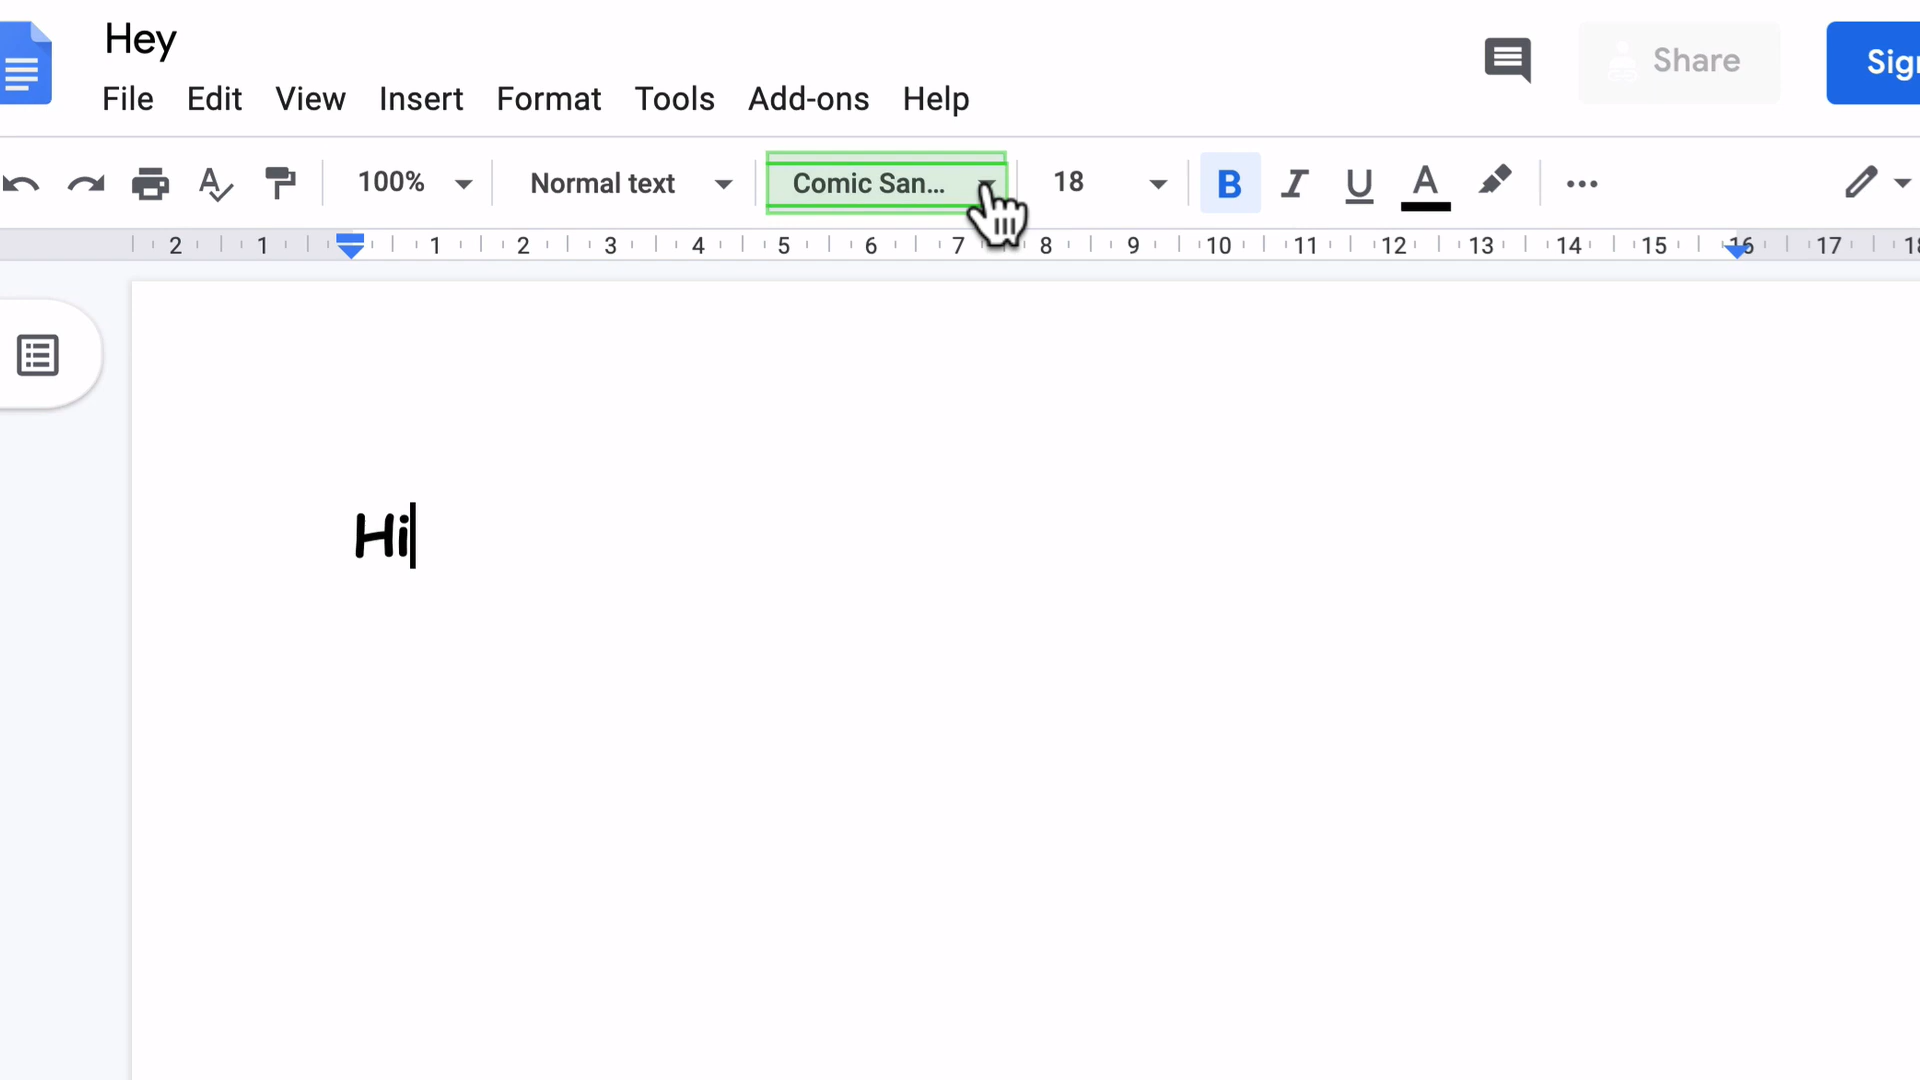 Hey
File Edit View Insert Format Tools Add-ons Help
Share
Sign
100% Normal text Comic San... 18 B I U A
2 1 1 2 3 4 5 6 7 8 9 10 11 12 13 14 15 16 17 18
Hi